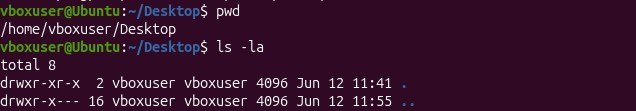 vboxuser@Ubuntu:~/Desktop$ pwd
/home/vboxuser/Desktop
vboxuser@Ubuntu:~/Desktop$ ls -la
total 8
drwxr-xr-x  2 vboxuser vboxuser 4096 Jun 12 11:41 .
drwxr-x--- 16 vboxuser vboxuser 4096 Jun 12 11:55 ..